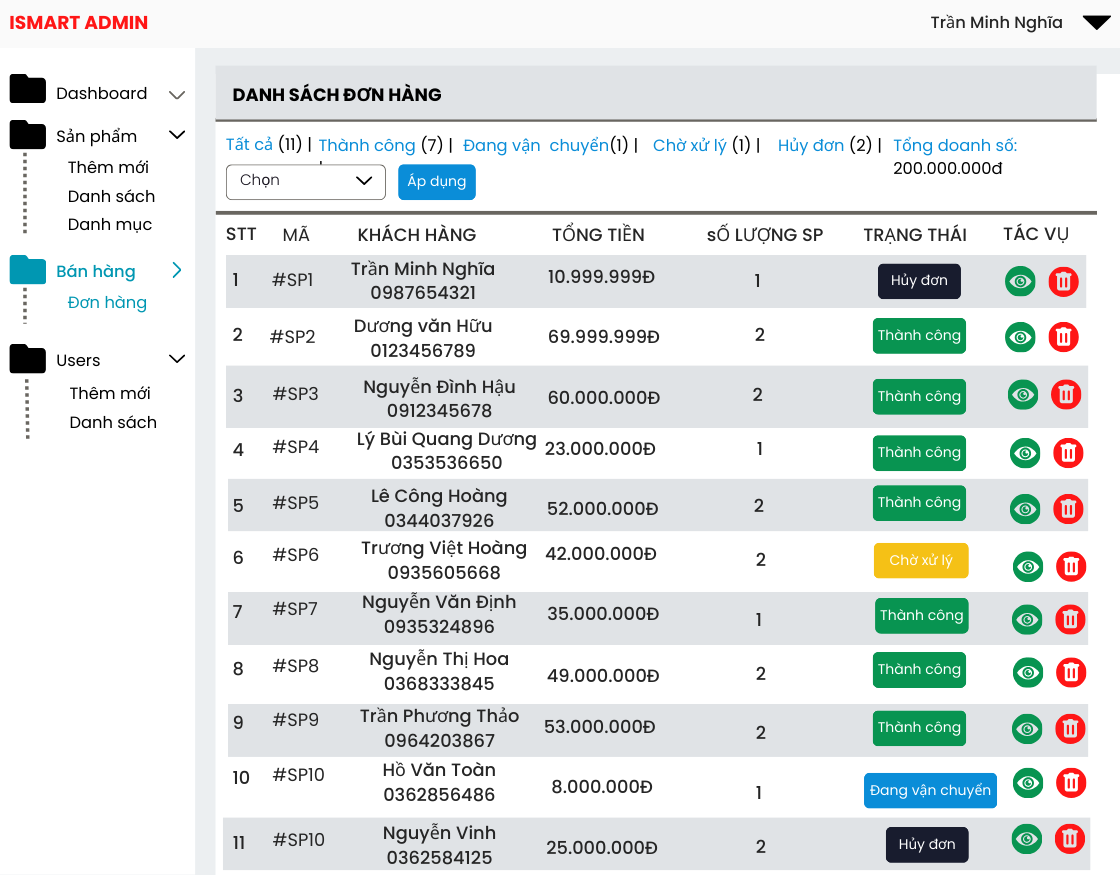 ISMART ADMIN
Trần Minh Nghĩa
Dashboard
Sản phẩm
Thêm mới
Danh sách
Danh mục
Bán hàng
Đơn hàng
Users
Thêm mới
Danh sách
DANH SÁCH ĐƠN HÀNG
Tất cả (11) | Thành công (7) | Đang vận chuyển(1) | Chờ xử lý (1) | Hủy đơn (2) | Tổng doanh số:
200.000.000đ
Chọn Áp dụng
STT MÃ KHÁCH HÀNG TỔNG TIỀN sỐ LƯỢNG SP TRẠNG THÁI TÁC VỤ
1 #SP1 Trần Minh Nghĩa 10.999.999Đ 1 Hủy đơn
0987654321
2 #SP2 Dương văn Hữu 69.999.999Đ 2 Thành công
0123456789
3 #SP3 Nguyễn Đình Hậu 60.000.000Đ 2 Thành công
0912345678
4 #SP4 Lý Bùi Quang Dương 23.000.000Đ 1 Thành công
0353536650
5 #SP5 Lê Công Hoàng 52.000.000Đ 2 Thành công
0344037926
6 #SP6 Trương Việt Hoàng 42.000.000Đ 2 Chờ xử lý
0935605668
7 #SP7 Nguyễn Văn Định 35.000.000Đ 1 Thành công
0935324896
8 #SP8 Nguyễn Thị Hoa 49.000.000Đ 2 Thành công
0368333845
9 #SP9 Trần Phương Thảo 53.000.000Đ 2 Thành công
0964203867
10 #SP10 Hồ Văn Toàn 8.000.000Đ 1 Đang vận chuyển
0362856486
11 #SP10 Nguyễn Vinh 25.000.000Đ 2 Hủy đơn
0362584125